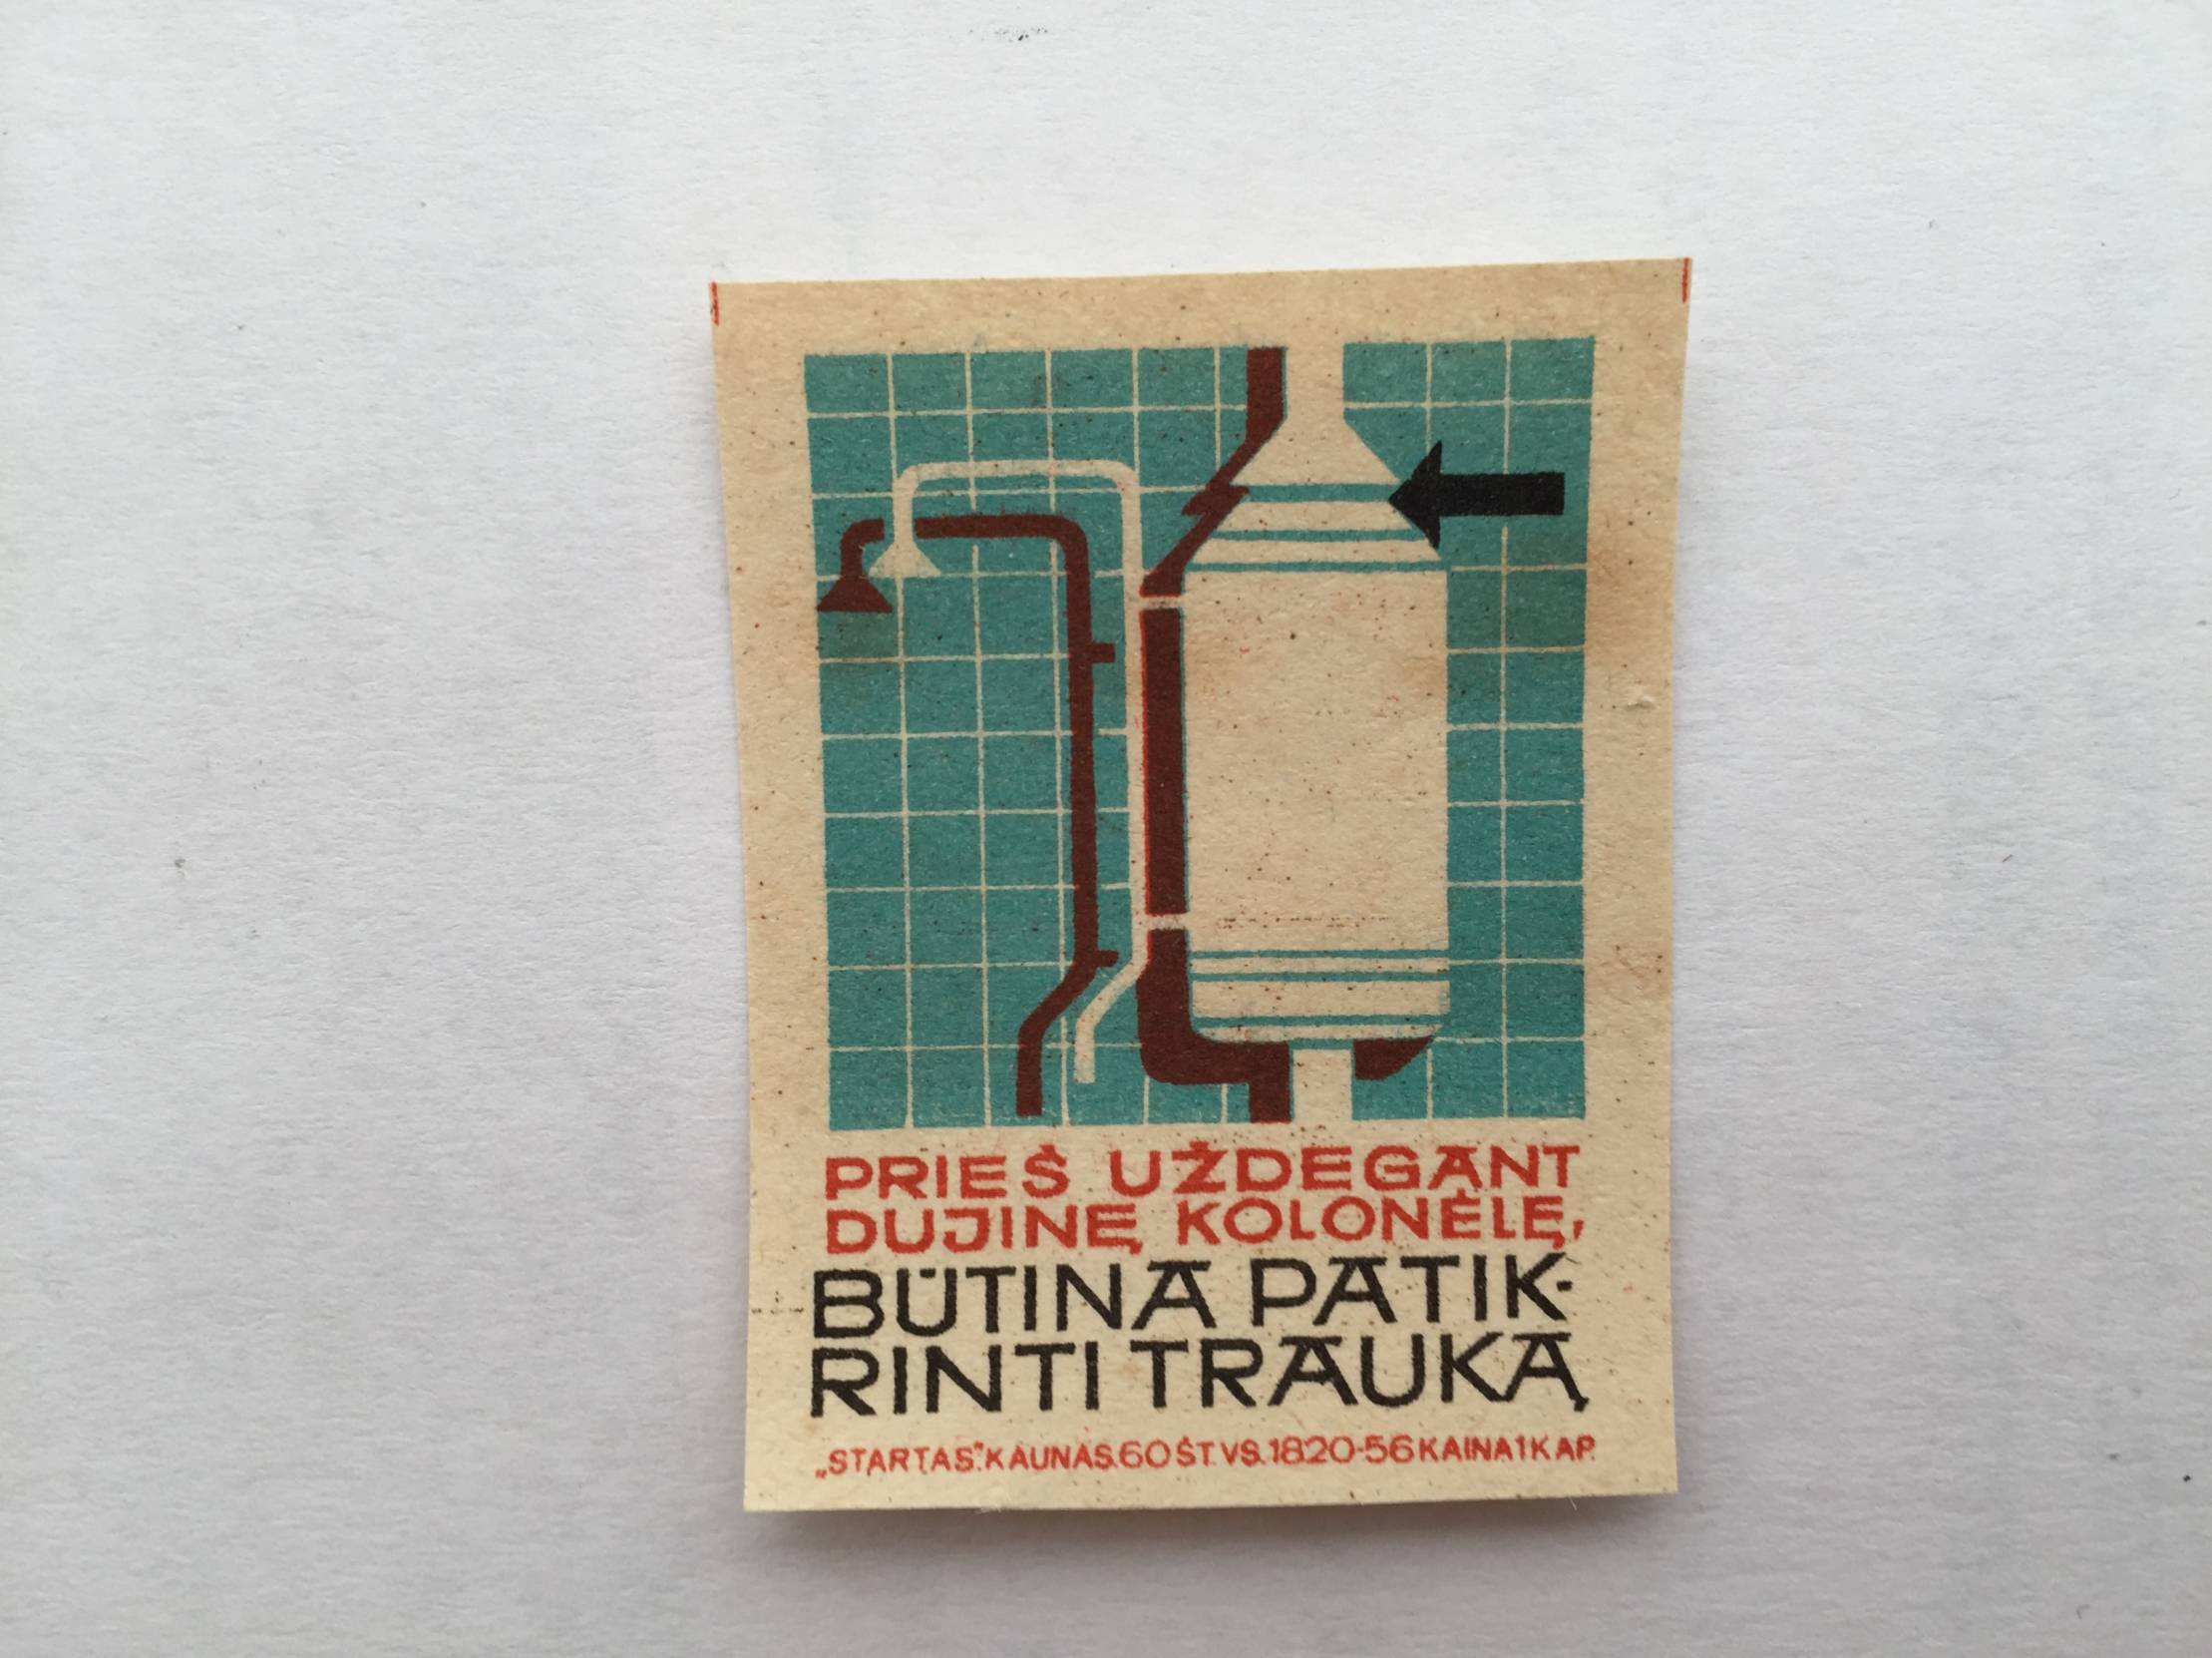 PRIEŠ UŽDEGANT
DUJINĘ KOLONĖLĘ,
BŪTINA PATIK-
RINTI TRAUKĄ
„STARTAS”. KAUNAS. 60 ŠT. VS. 1820-56 KAINA 1 KAP.